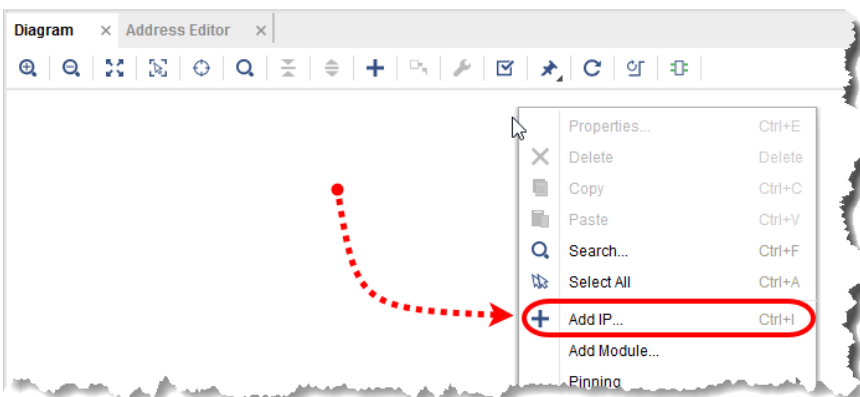 Diagram Address Editor
Properties... Ctrl+E
Delete Delete
Copy Ctrl+C
Paste Ctrl+V
Search... Ctrl+F
Select All Ctrl+A
Add IP... Ctrl+I
Add Module...
Pinning